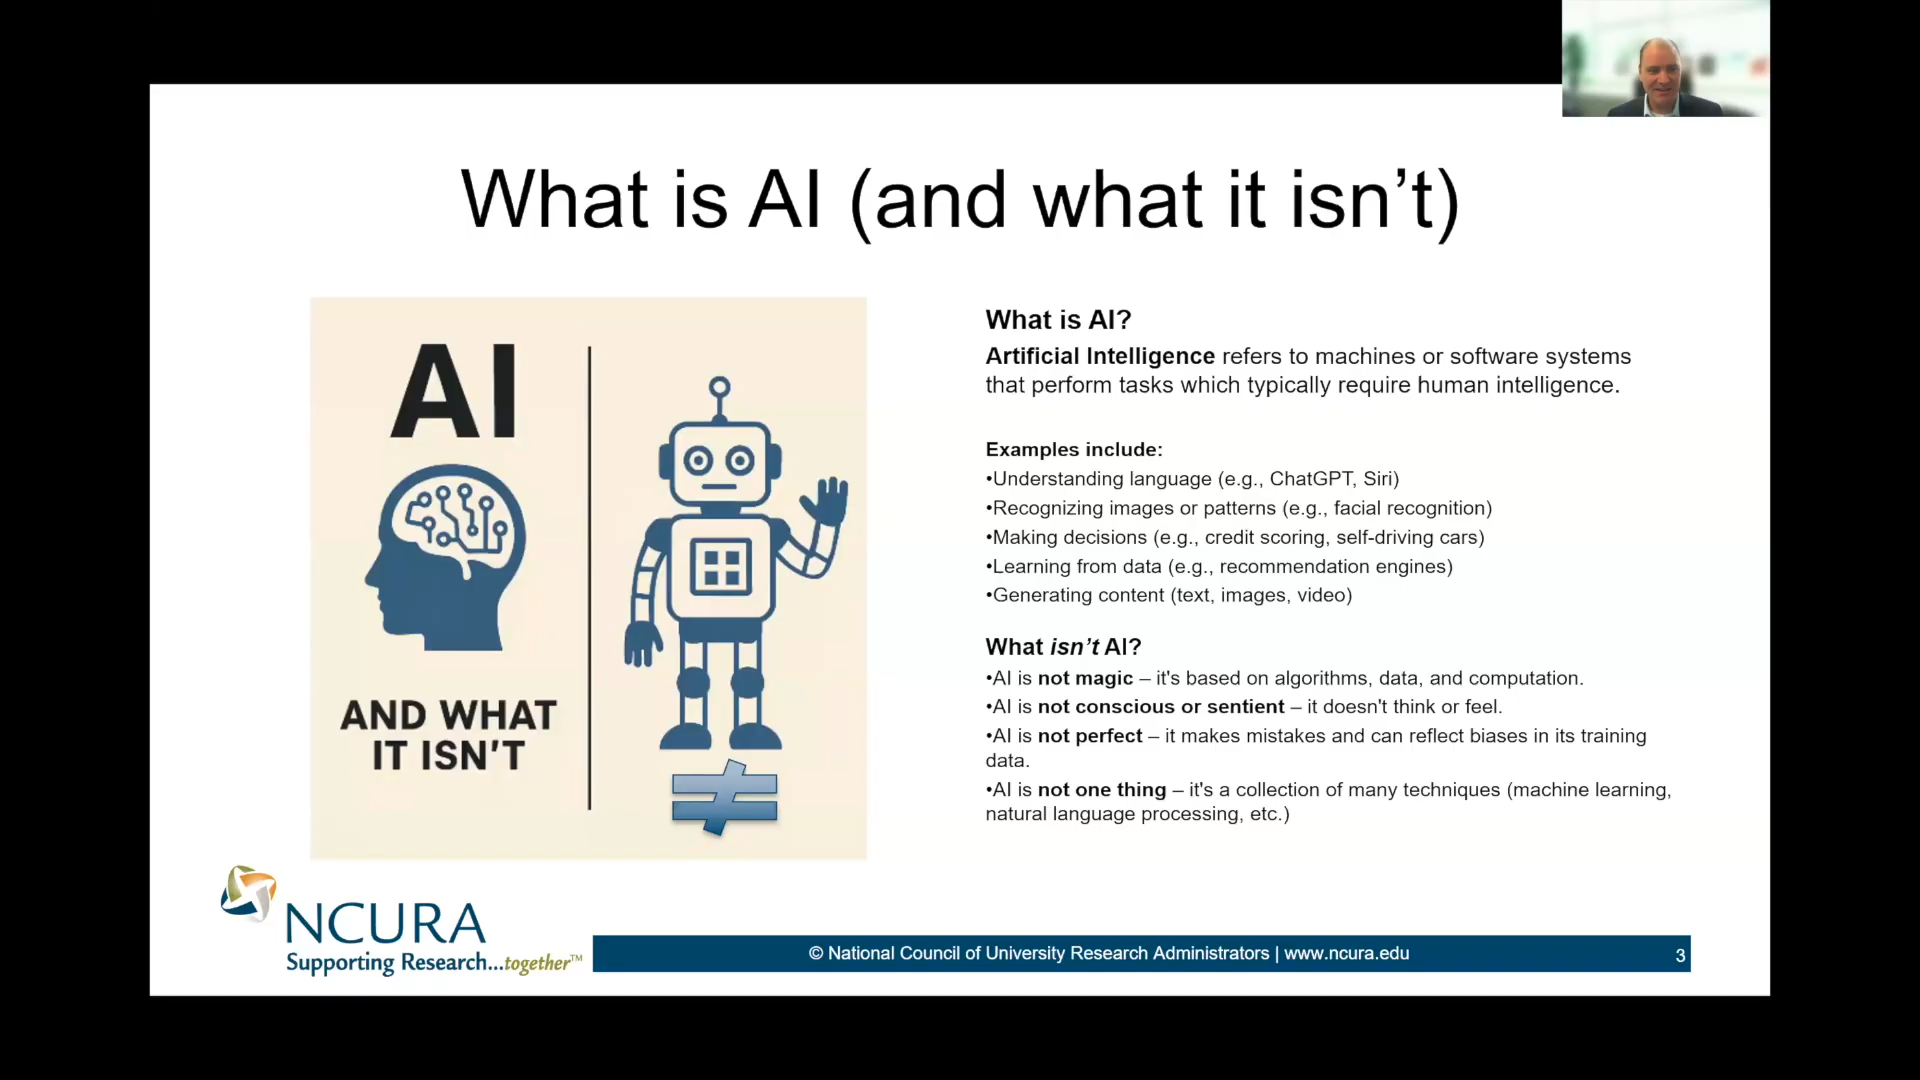 What is AI (and what it isn’t)
AI
AND WHAT
IT ISN’T
What is AI?
Artificial Intelligence refers to machines or software systems
that perform tasks which typically require human intelligence.
Examples include:
•Understanding language (e.g., ChatGPT, Siri)
•Recognizing images or patterns (e.g., facial recognition)
•Making decisions (e.g., credit scoring, self-driving cars)
•Learning from data (e.g., recommendation engines)
•Generating content (text, images, video)
What isn’t AI?
•AI is not magic – it's based on algorithms, data, and computation.
•AI is not conscious or sentient – it doesn't think or feel.
•AI is not perfect – it makes mistakes and can reflect biases in its training
data.
•AI is not one thing – it's a collection of many techniques (machine learning,
natural language processing, etc.)
NCURA
Supporting Research...together™
© National Council of University Research Administrators | www.ncura.edu
3